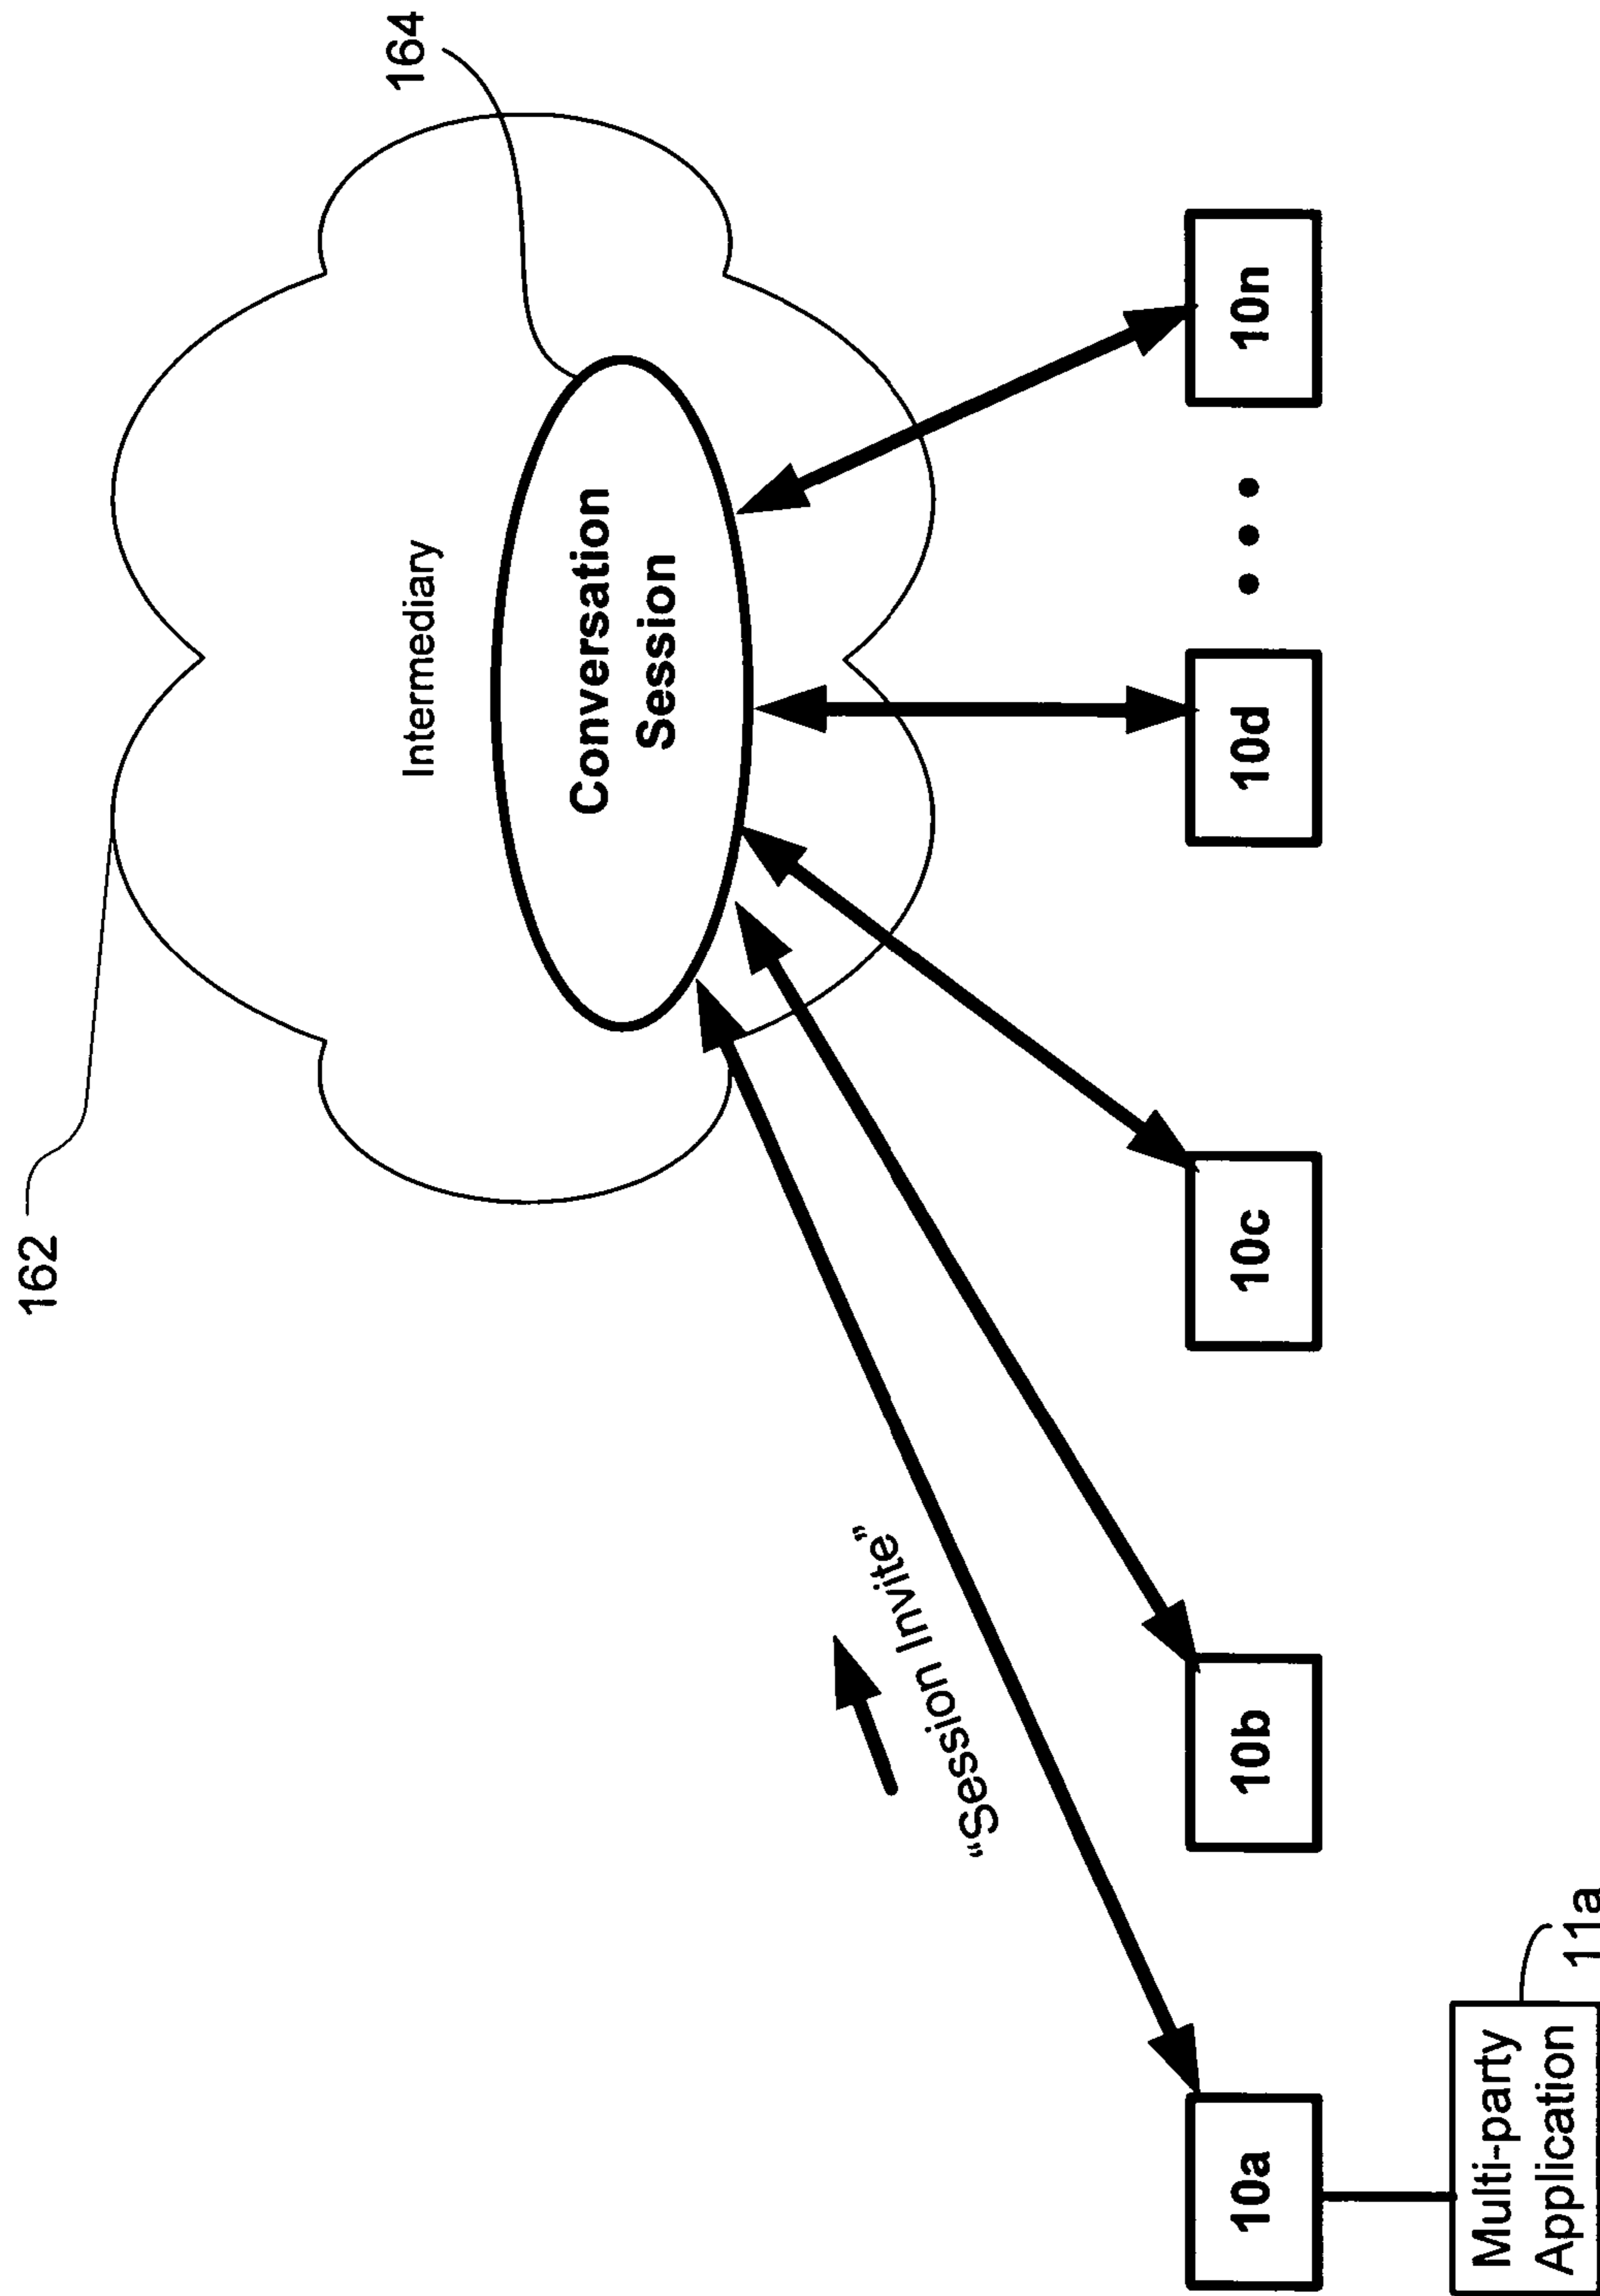 162
164
Intermediary
Conversation
Session
“Session Invite”
10a
10b
10c
10d
10n
Multi-party
Application
11a